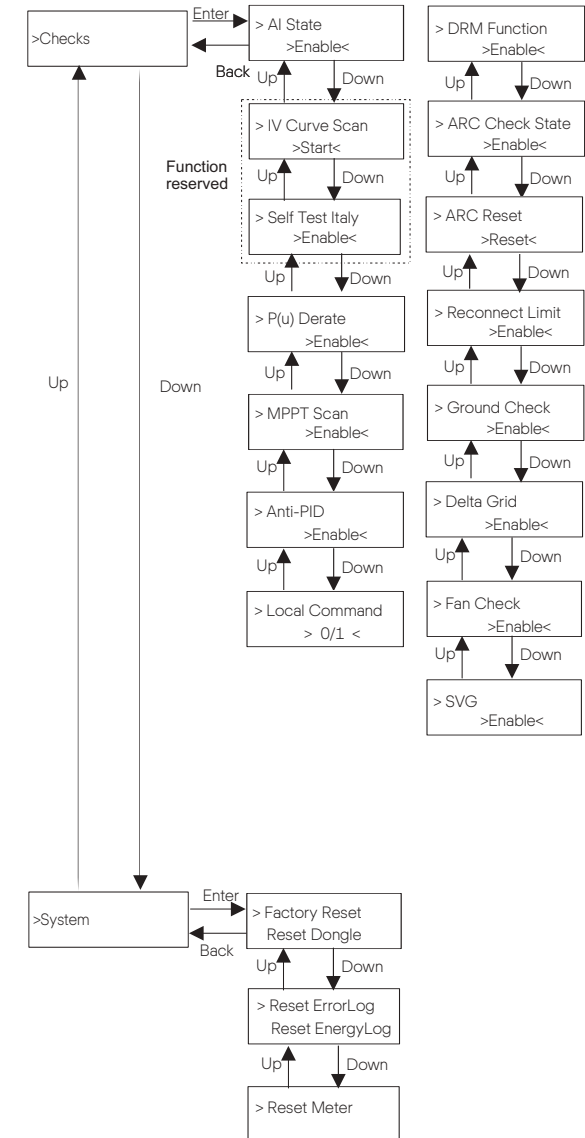 >Checks
Enter
Back
> AI State
>Enable<
Up
Down
Function
reserved
> IV Curve Scan
>Start<
Up
Down
> Self Test Italy
>Enable<
Up
Down
> P(u) Derate
>Enable<
Up
Down
> MPPT Scan
>Enable<
Up
Down
> Anti-PID
>Enable<
Up
Down
> Local Command
> 0/1 <
> DRM Function
>Enable<
Up
Down
> ARC Check State
>Enable<
Up
Down
> ARC Reset
>Reset<
Up
Down
> Reconnect Limit
>Enable<
Up
Down
> Ground Check
>Enable<
Up
Down
> Delta Grid
>Enable<
Up
Down
> Fan Check
>Enable<
Up
Down
> SVG
>Enable<
Up
Down
>System
Enter
Back
> Factory Reset
Reset Dongle
Up
Down
> Reset ErrorLog
Reset EnergyLog
Up
Down
> Reset Meter